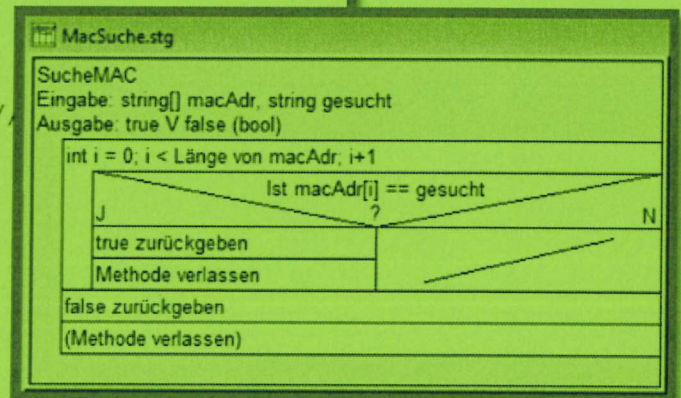 MacSuche.stg
SucheMAC
Eingabe: string[] macAdr, string gesucht
Ausgabe: true V false (bool)
int i = 0; i < Länge von macAdr; i+1
Ist macAdr[i] == gesucht
?
J
N
true zurückgeben
Methode verlassen
false zurückgeben
(Methode verlassen)